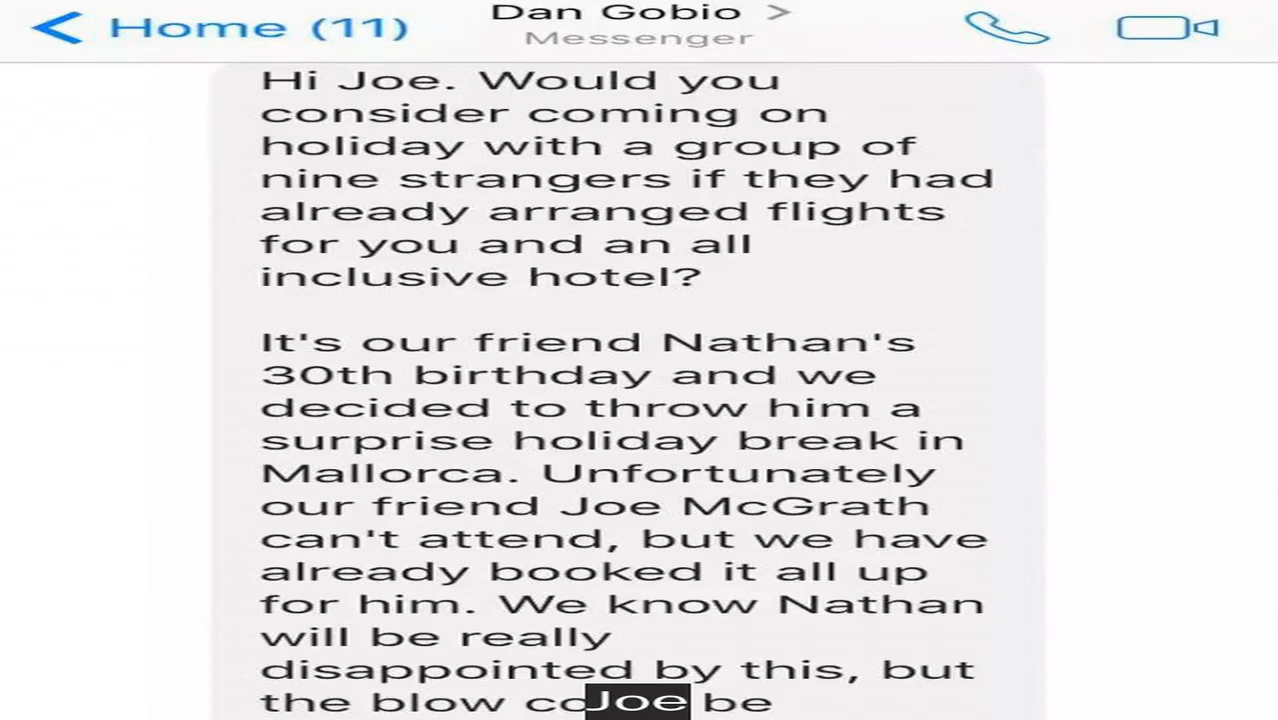 Home (11)
Dan Gobio >
Messenger
Hi Joe. Would you
consider coming on
holiday with a group of
nine strangers if they had
already arranged flights
for you and an all
inclusive hotel?
It's our friend Nathan's
30th birthday and we
decided to throw him a
surprise holiday break in
Mallorca. Unfortunately
our friend Joe McGrath
can't attend, but we have
already booked it all up
for him. We know Nathan
will be really
disappointed by this, but
the blow be
Joe